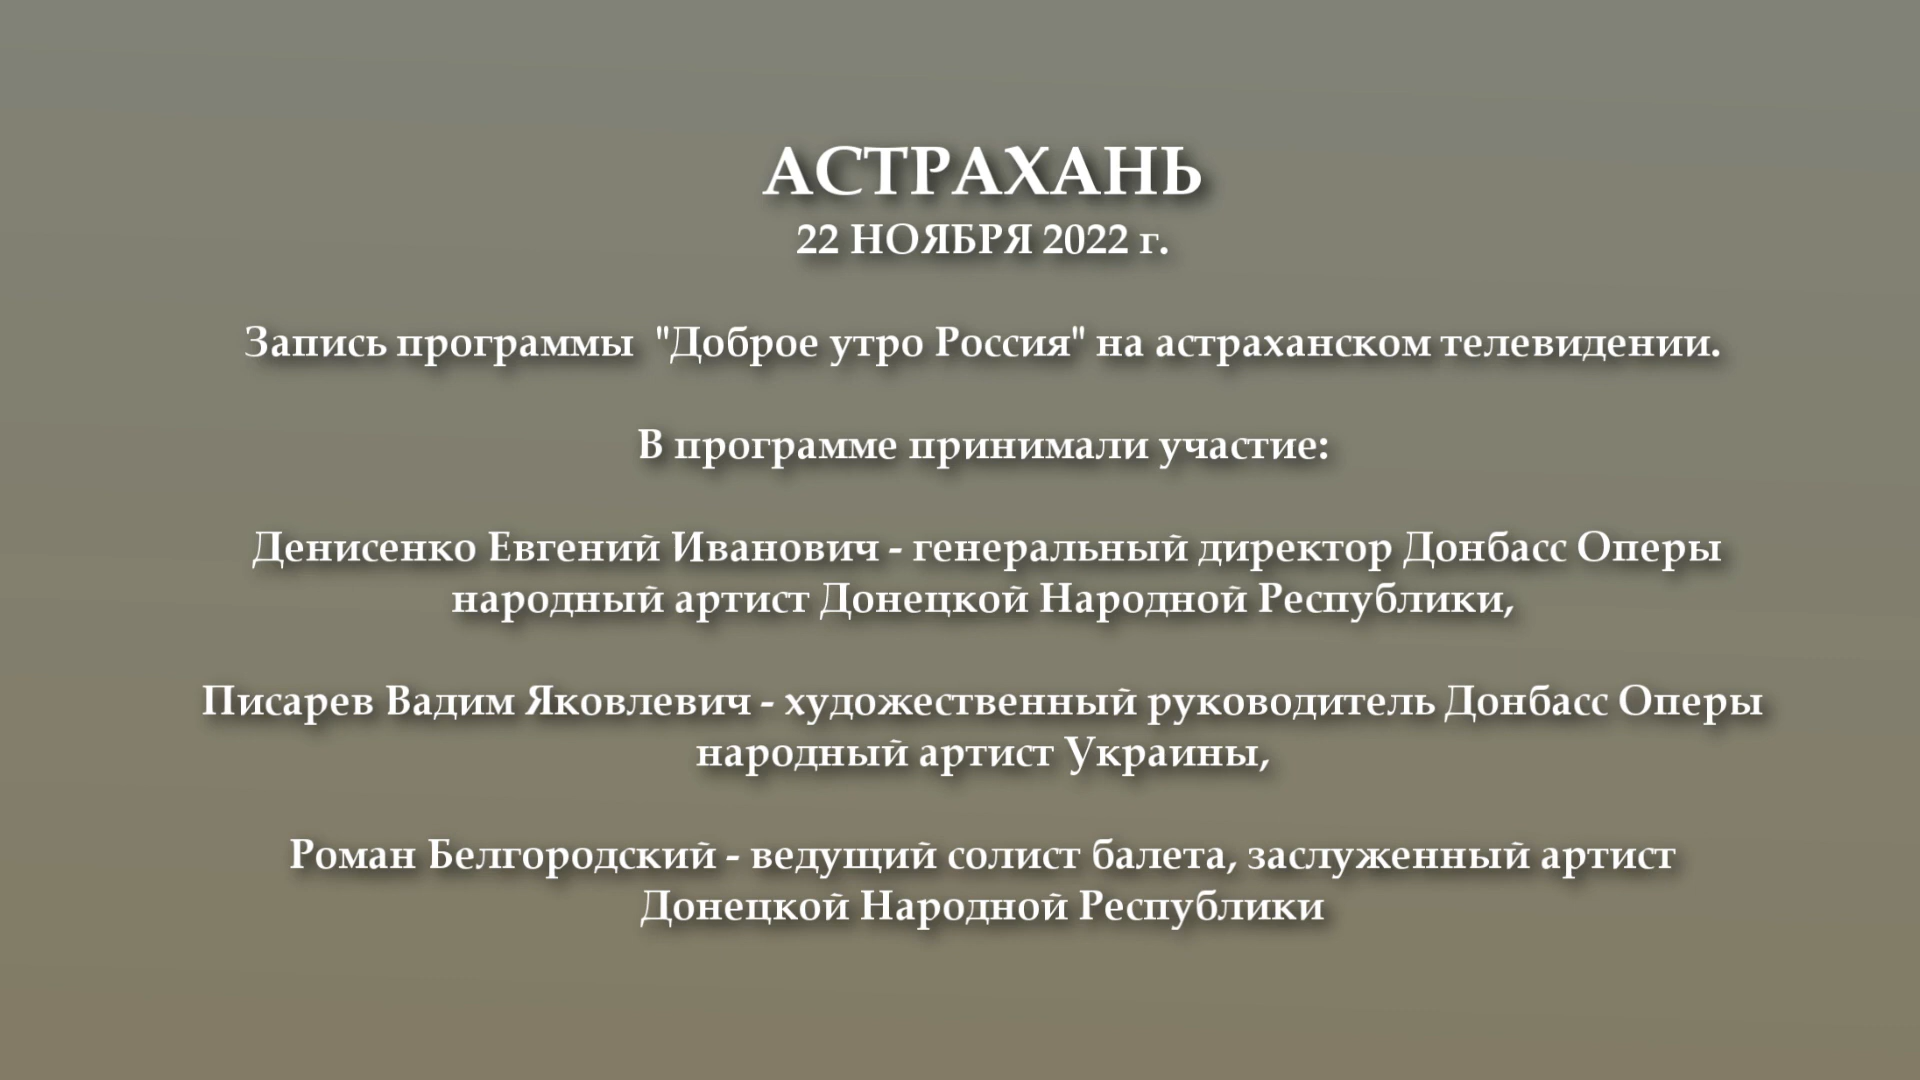 АСТРАХАНЬ
22 НОЯБРЯ 2022 г.
Запись программы  "Доброе утро Россия" на астраханском телевидении.
В программе принимали участие:
Денисенко Евгений Иванович - генеральный директор Донбасс Оперы
народный артист Донецкой Народной Республики,
Писарев Вадим Яковлевич - художественный руководитель Донбасс Оперы
народный артист Украины,
Роман Белгородский - ведущий солист балета, заслуженный артист
Донецкой Народной Республики